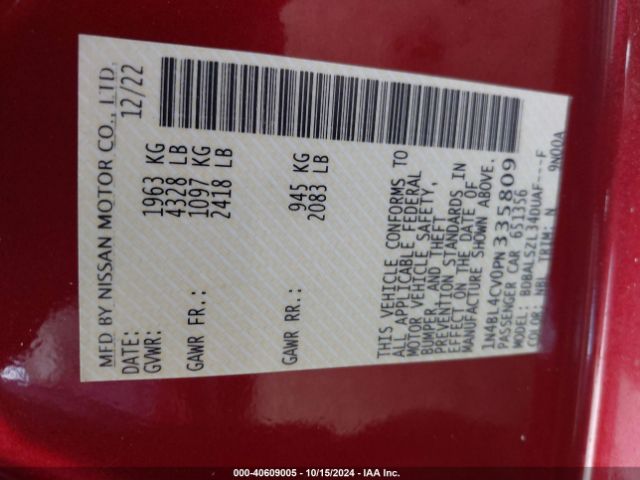 MFD BY NISSAN MOTOR CO., LTD.
DATE: 12/22
GVWR: 1963 KG
4328 LB
GAWR FR.: 1097 KG
2418 LB
GAWR RR.: 945 KG
2083 LB
THIS VEHICLE CONFORMS TO
ALL APPLICABLE FEDERAL
MOTOR VEHICLE SAFETY,
BUMPER AND THEFT
PREVENTION STANDARDS IN
EFFECT ON THE DATE OF
MANUFACTURE SHOWN ABOVE.
1N4BL4CV0PN335809
PASSENGER CAR 651356
MODEL: BDBALSZL34DUAF----F
COLOR: NBL TRIM: N 9N00A
000-40609005 - 10/15/2024 - IAA Inc.